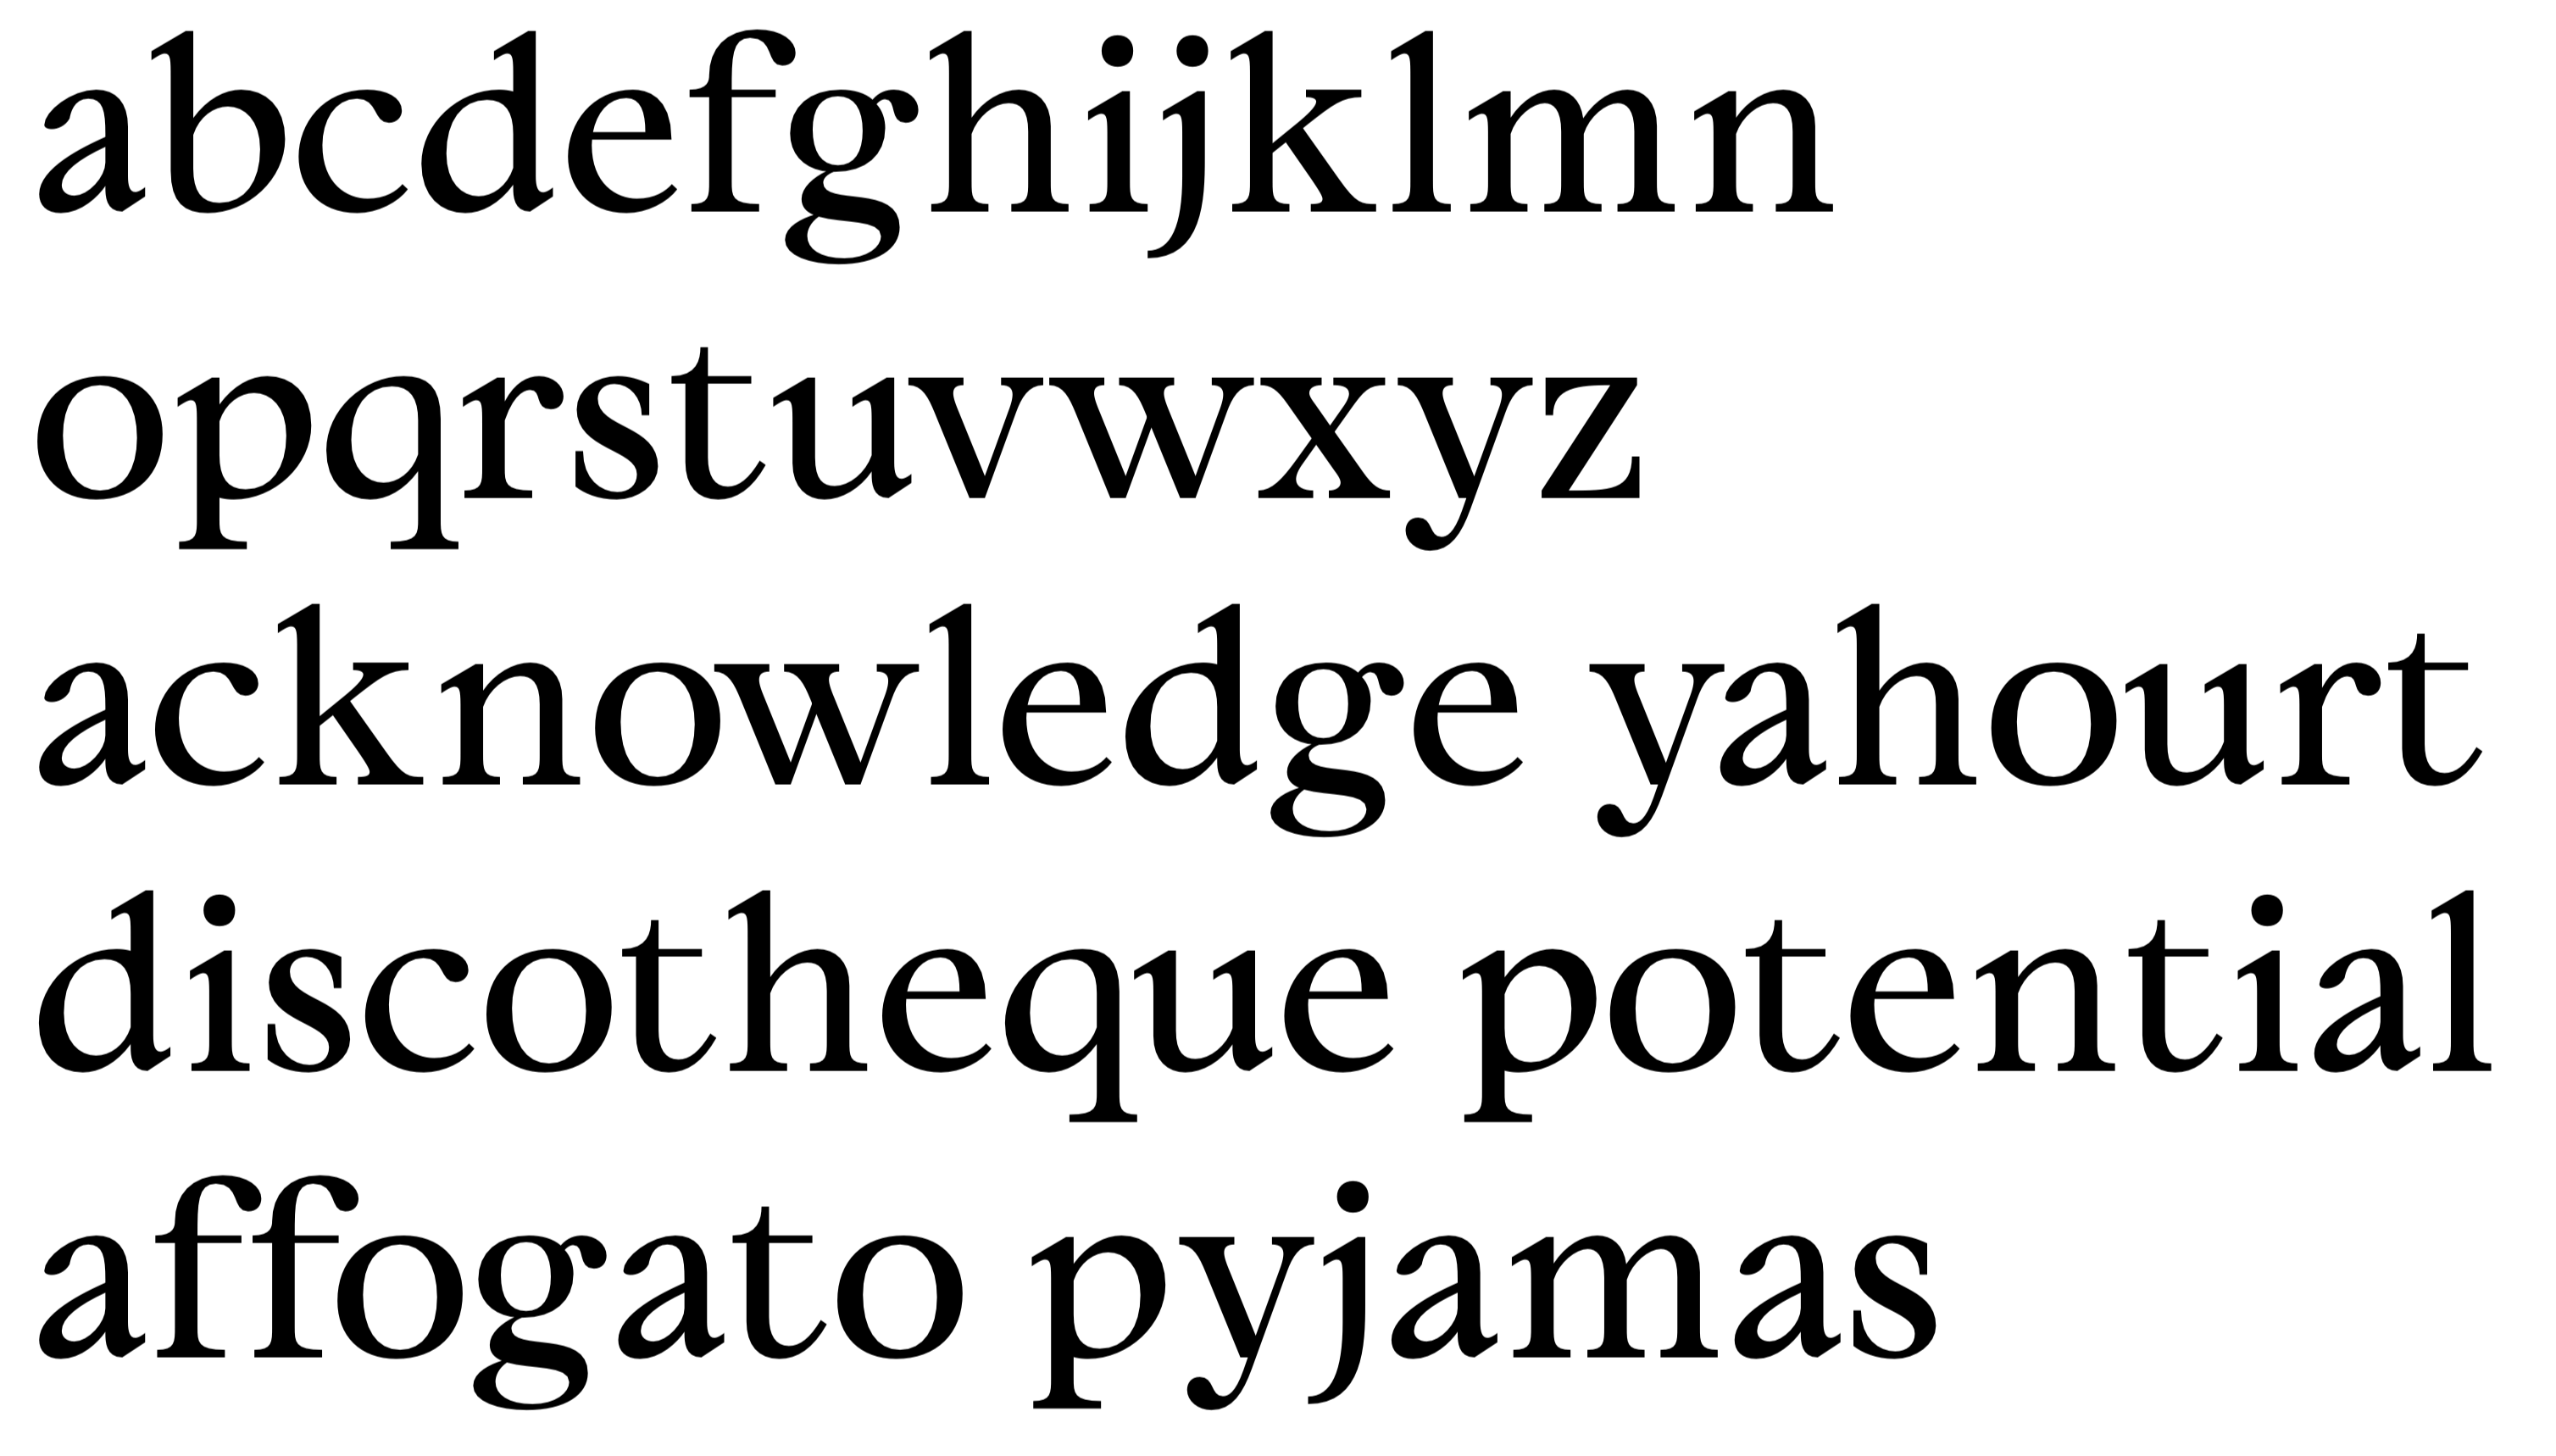 abcdefghijklmn
opqrstuvwxyz
acknowledge yahourt
discotheque potential
affogato pyjamas